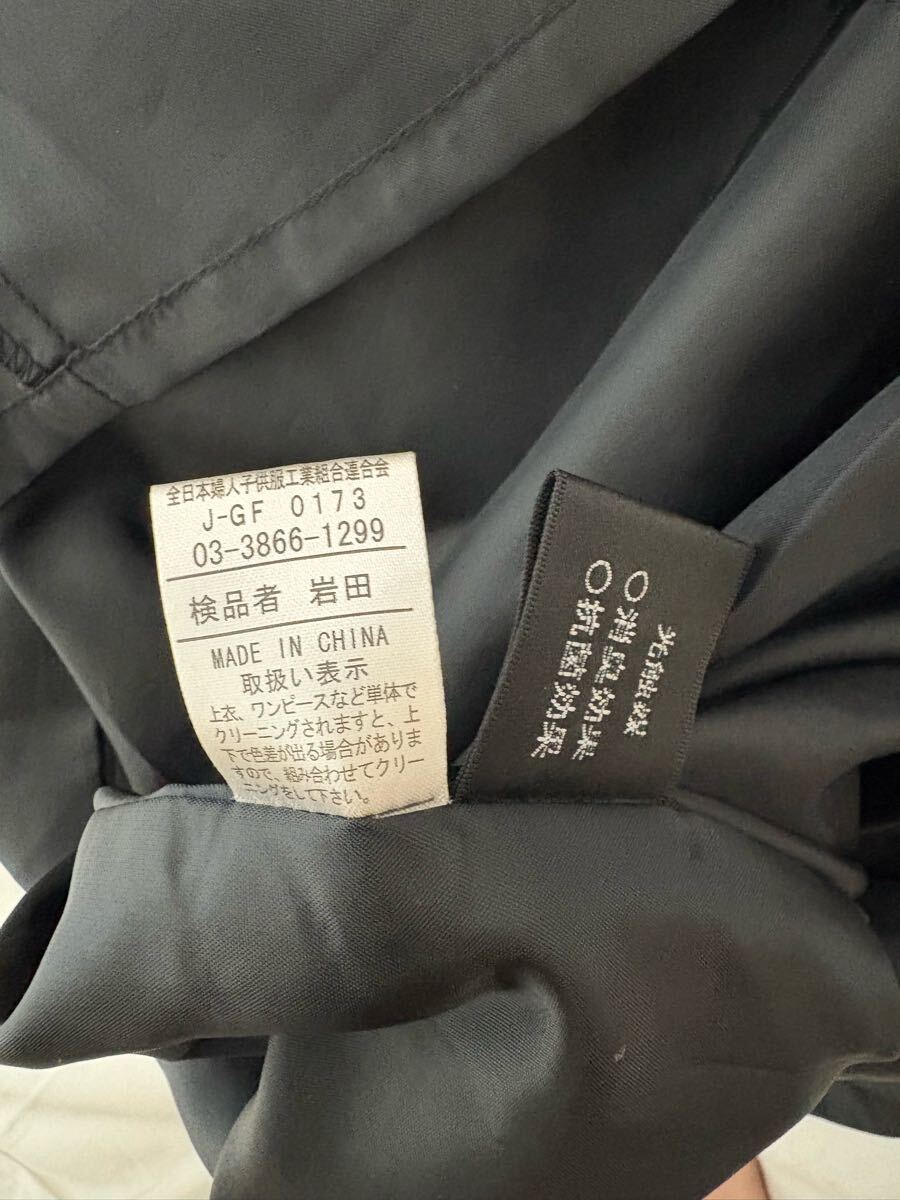 全日本婦人子供服工業組合連合会
J-GF 0173
03-3866-1299
検品者 岩田
MADE IN CHINA
取扱い表示
上衣、ワンピースなど単体で
クリーニングされますと、上
下で色差が出る場合がありま
すので、組み合わせてクリー
ニングをして下さい。
光触媒
○消臭効果
○抗菌効果